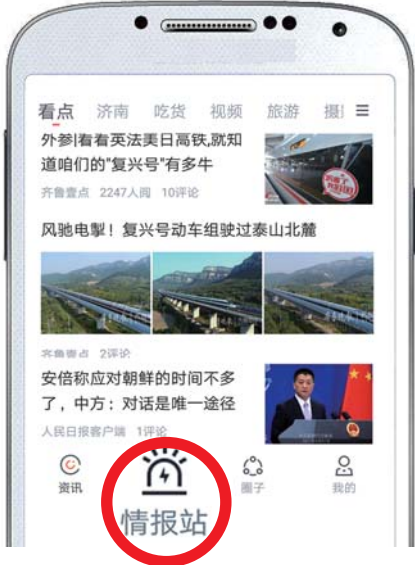 看点 济南 吃货 视频 旅游
外参|看看英法美日高铁,就知
道咱们的"复兴号"有多牛
齐鲁壹点 2247人阅 10评论
风驰电掣！复兴号动车组驶过泰山北麓
齐鲁壹点 2评论
安倍称应对朝鲜的时间不多
了，中方：对话是唯一途径
人民日报客户端 1评论
资讯 情报站 圈子 我的